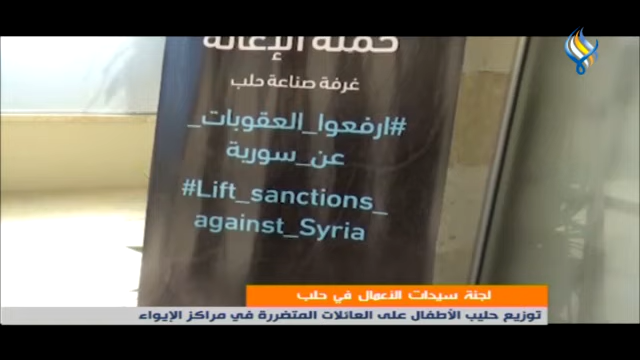 حملة الإغاثة
غرفة صناعة حلب
#ارفعوا_العقوبات_
عن_سورية
#Lift_sanctions_
against_Syria
لجنة سيدات الأعمال في حلب
توزيع حليب الأطفال على العائلات المتضررة في مراكز الإيواء